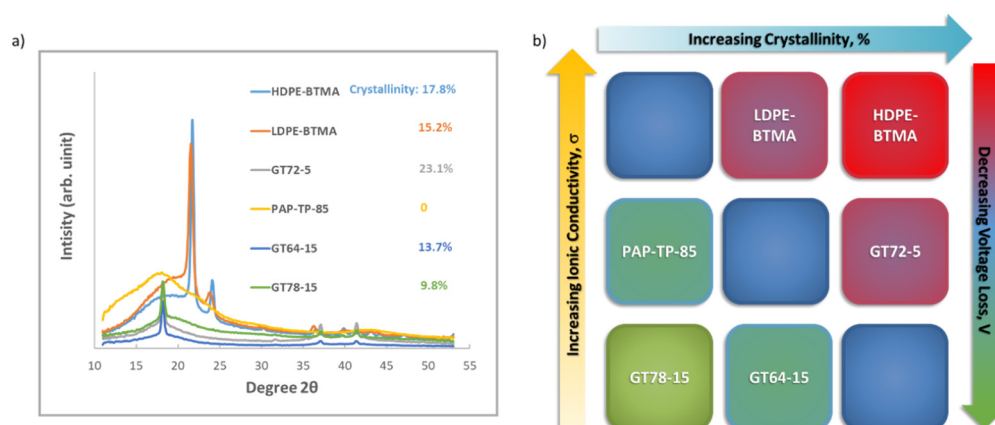 a)
Intisity (arb. uinit)
HDPE-BTMA Crystallinity: 17.8%
LDPE-BTMA 15.2%
GT72-5 23.1%
PAP-TP-85 0
GT64-15 13.7%
GT78-15 9.8%
10 15 20 25 30 35 40 45 50 55
Degree 2θ
b)
Increasing Crystallinity, %
Increasing Ionic Conductivity, σ
Decreasing Voltage Loss, V
LDPE-
BTMA
HDPE-
BTMA
PAP-TP-85
GT72-5
GT78-15
GT64-15